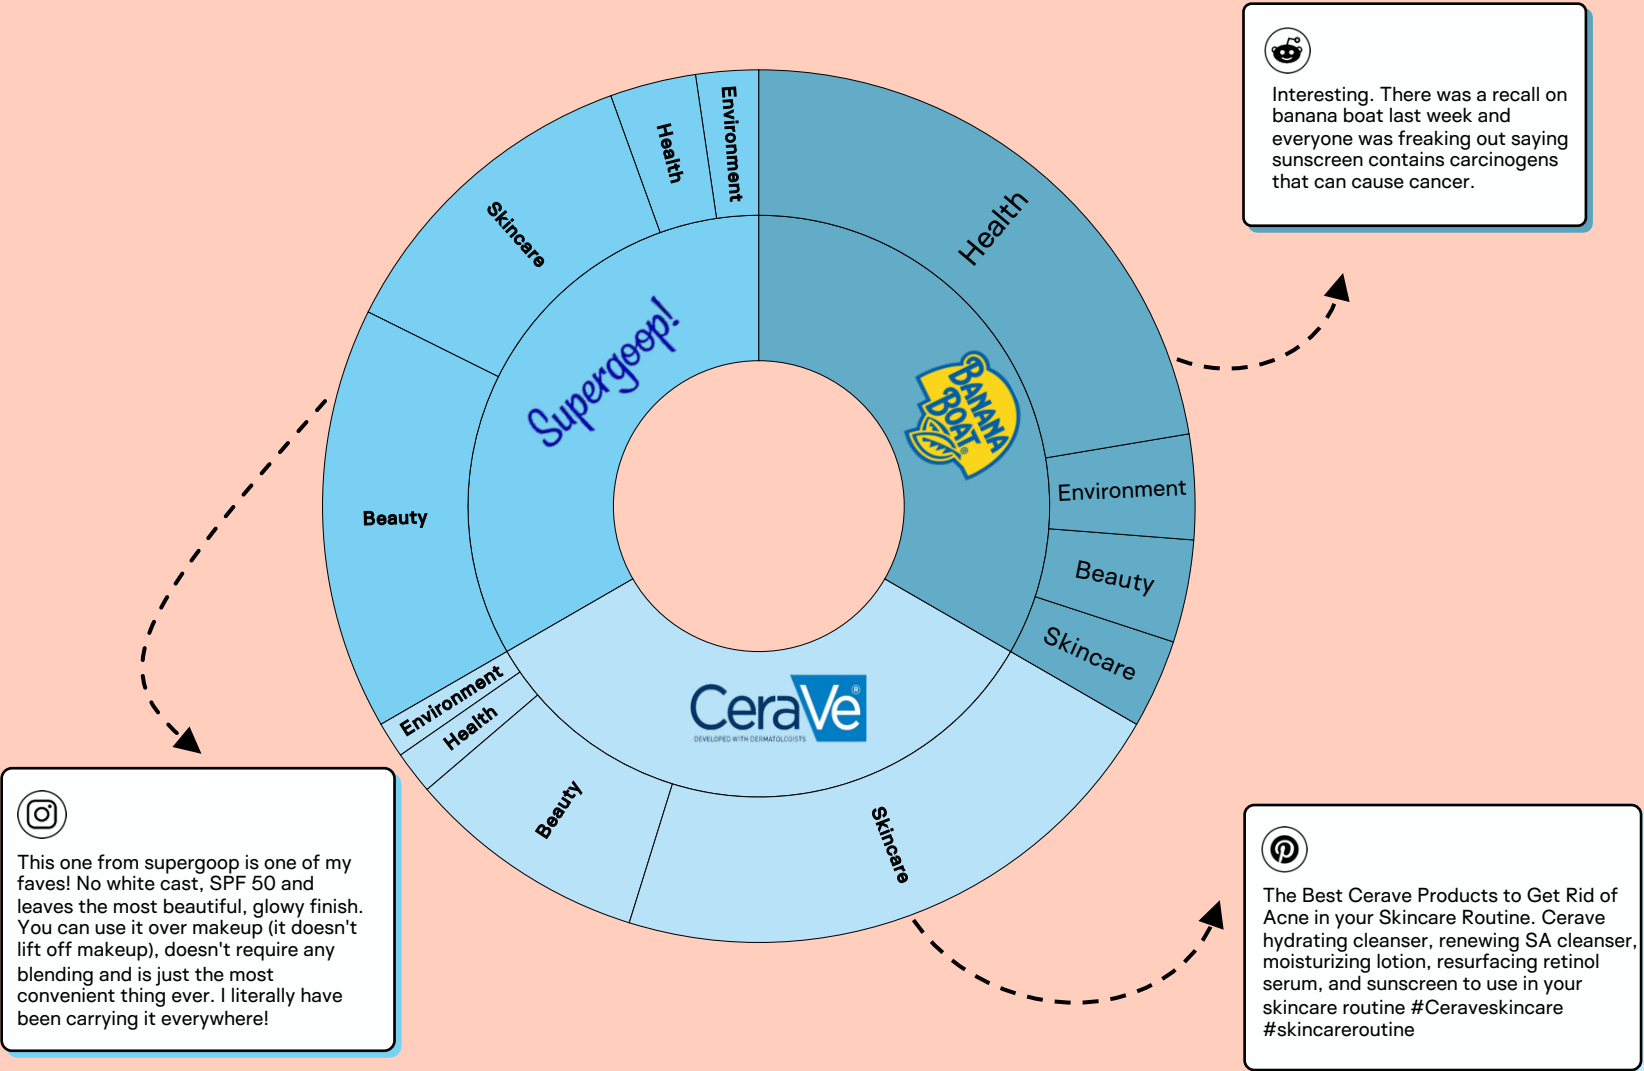 Interesting. There was a recall on
banana boat last week and
everyone was freaking out saying
sunscreen contains carcinogens
that can cause cancer.
Environment
Health
Skincare
Beauty
Supergoop!
Health
Environment
Beauty
Skincare
BANANA
BOAT®
CeraVe®
DEVELOPED WITH DERMATOLOGISTS
Environment
Health
Beauty
Skincare
This one from supergoop is one of my
faves! No white cast, SPF 50 and
leaves the most beautiful, glowy finish.
You can use it over makeup (it doesn't
lift off makeup), doesn't require any
blending and is just the most
convenient thing ever. I literally have
been carrying it everywhere!
The Best Cerave Products to Get Rid of
Acne in your Skincare Routine. Cerave
hydrating cleanser, renewing SA cleanser,
moisturizing lotion, resurfacing retinol
serum, and sunscreen to use in your
skincare routine #Ceraveskincare
#skincareroutine